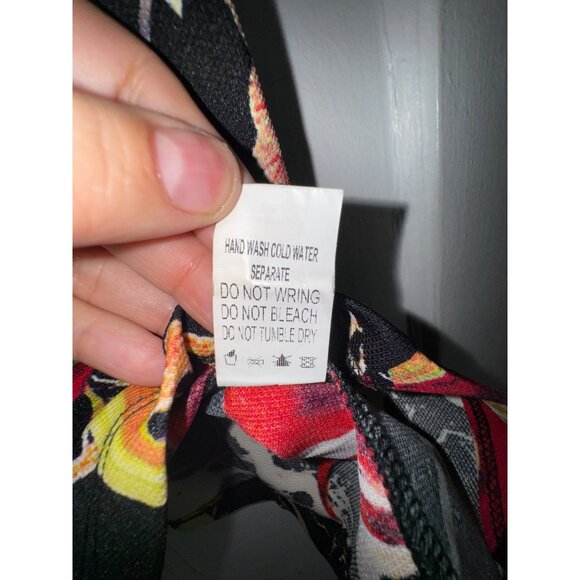 HAND WASH COLD WATER
SEPARATE
DO NOT WRING
DO NOT BLEACH
DO NOT TUMBLE DRY